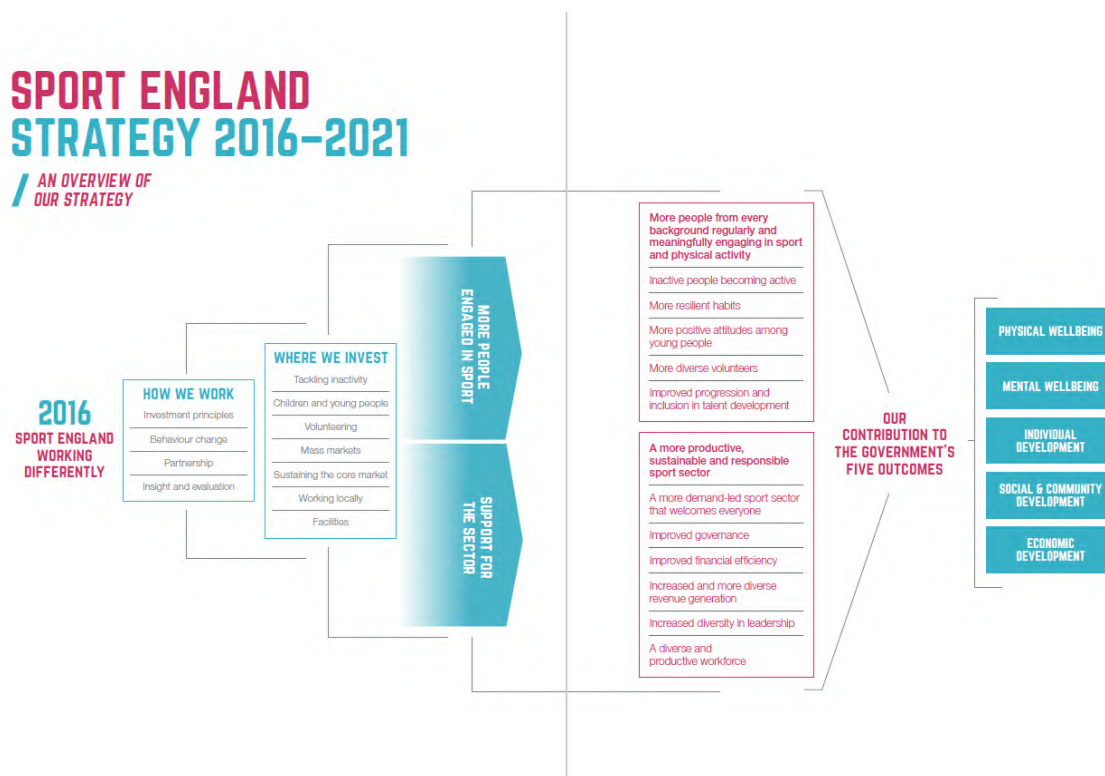 SPORT ENGLAND
STRATEGY 2016–2021
/ AN OVERVIEW OF
OUR STRATEGY
2016
SPORT ENGLAND
WORKING
DIFFERENTLY
HOW WE WORK
Investment principles
Behaviour change
Partnership
Insight and evaluation
WHERE WE INVEST
Tackling inactivity
Children and young people
Volunteering
Mass markets
Sustaining the core market
Working locally
Facilities
MORE PEOPLE
ENGAGED IN SPORT
SUPPORT FOR
THE SECTOR
More people from every
background regularly and
meaningfully engaging in sport
and physical activity
Inactive people becoming active
More resilient habits
More positive attitudes among
young people
More diverse volunteers
Improved progression and
inclusion in talent development
A more productive,
sustainable and responsible
sport sector
A more demand-led sport sector
that welcomes everyone
Improved governance
Improved financial efficiency
Increased and more diverse
revenue generation
Increased diversity in leadership
A diverse and
productive workforce
OUR
CONTRIBUTION TO
THE GOVERNMENT'S
FIVE OUTCOMES
PHYSICAL WELLBEING
MENTAL WELLBEING
INDIVIDUAL
DEVELOPMENT
SOCIAL & COMMUNITY
DEVELOPMENT
ECONOMIC
DEVELOPMENT